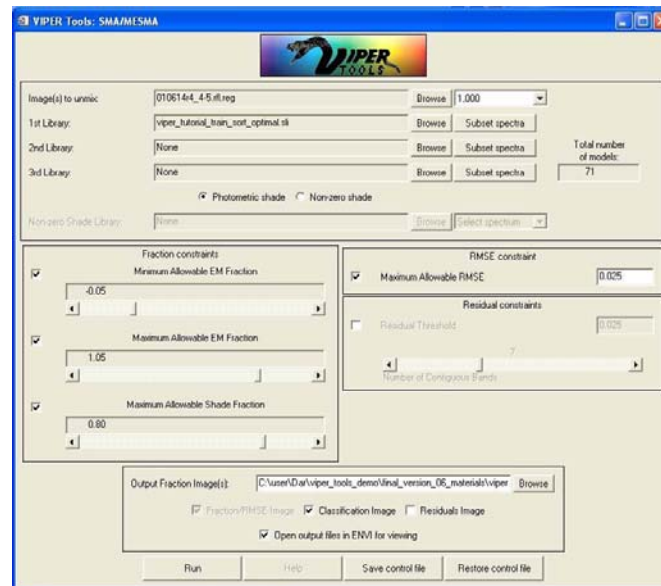 VIPER Tools: SMA/MESMA
VIPER
TOOLS
Image(s) to unmix: 010614r4_4-5.rfl.reg Browse 1,000
1st Library: viper_tutorial_train_sort_optimal.sli Browse Subset spectra
2nd Library: None Browse Subset spectra Total number of models:
3rd Library: None Browse Subset spectra 71
Photometric shade Non-zero shade
Non-zero Shade Library: None Browse Select spectrum
Fraction constraints
Minimum Allowable EM Fraction
-0.05
Maximum Allowable EM Fraction
1.05
Maximum Allowable Shade Fraction
0.80
RMSE constraint
Maximum Allowable RMSE 0.025
Residual constraints
Residual Threshold 0.025
7
Number of Contiguous Bands
Output Fraction Image(s): C:\user\Dar\viper_tools_demo\final_version_06_materials\viper Browse
Fraction/RMSE Image Classification Image Residuals Image
Open output files in ENVI for viewing
Run Help Save control file Restore control file